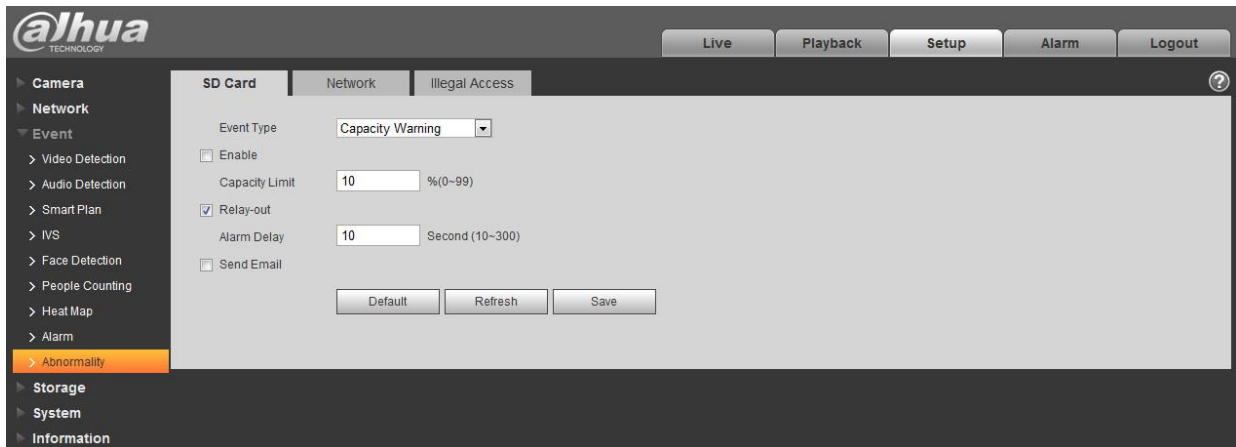 alhua
TECHNOLOGY
Live Playback Setup Alarm Logout
Camera
Network
Event
Video Detection
Audio Detection
Smart Plan
IVS
Face Detection
People Counting
Heat Map
Alarm
Abnormality
Storage
System
Information
SD Card Network Illegal Access
?
Event Type Capacity Warning
Enable
Capacity Limit 10 %(0~99)
Relay-out
Alarm Delay 10 Second (10~300)
Send Email
Default Refresh Save